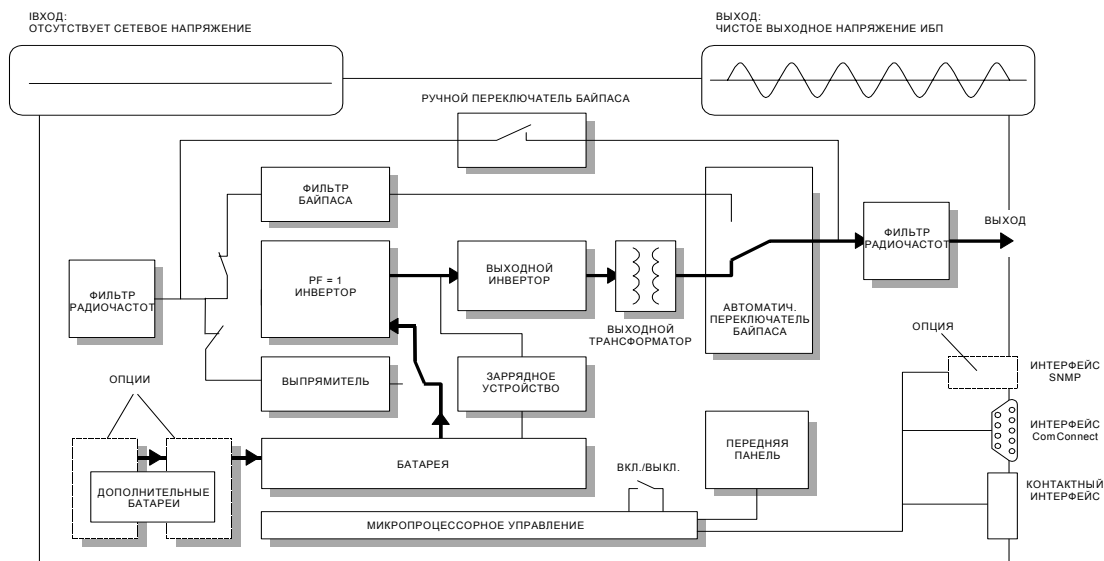 IВХОД:
ОТСУТСТВУЕТ СЕТЕВОЕ НАПРЯЖЕНИЕ
ВЫХОД:
ЧИСТОЕ ВЫХОДНОЕ НАПРЯЖЕНИЕ ИБП
РУЧНОЙ ПЕРЕКЛЮЧАТЕЛЬ БАЙПАСА
ФИЛЬТР
БАЙПАСА
ФИЛЬТР
РАДИОЧАСТОТ
ВЫХОД
PF = 1
ИНВЕРТОР
ВЫХОДНОЙ
ИНВЕРТОР
ФИЛЬТР
РАДИОЧАСТОТ
ВЫХОДНОЙ
ТРАНСФОРМАТОР
АВТОМАТИЧ.
ПЕРЕКЛЮЧАТЕЛЬ
БАЙПАСА
ОПЦИЯ
ВЫПРЯМИТЕЛЬ
ЗАРРЯДНОЕ
УСТРОЙСТВО
ИНТЕРФЕЙС
SNMP
ОПЦИИ
ИНТЕРФЕЙС
ComConnect
ПЕРЕДНЯЯ
ПАНЕЛЬ
БАТАРЕЯ
ВКЛ./ВЫКЛ.
КОНТАКТНЫЙ
ИНТЕРФЕЙС
ДОПОЛНИТЕЛЬНЫЕ
БАТАРЕИ
МИКРОПРОЦЕССОРНОЕ УПРАВЛЕНИЕ